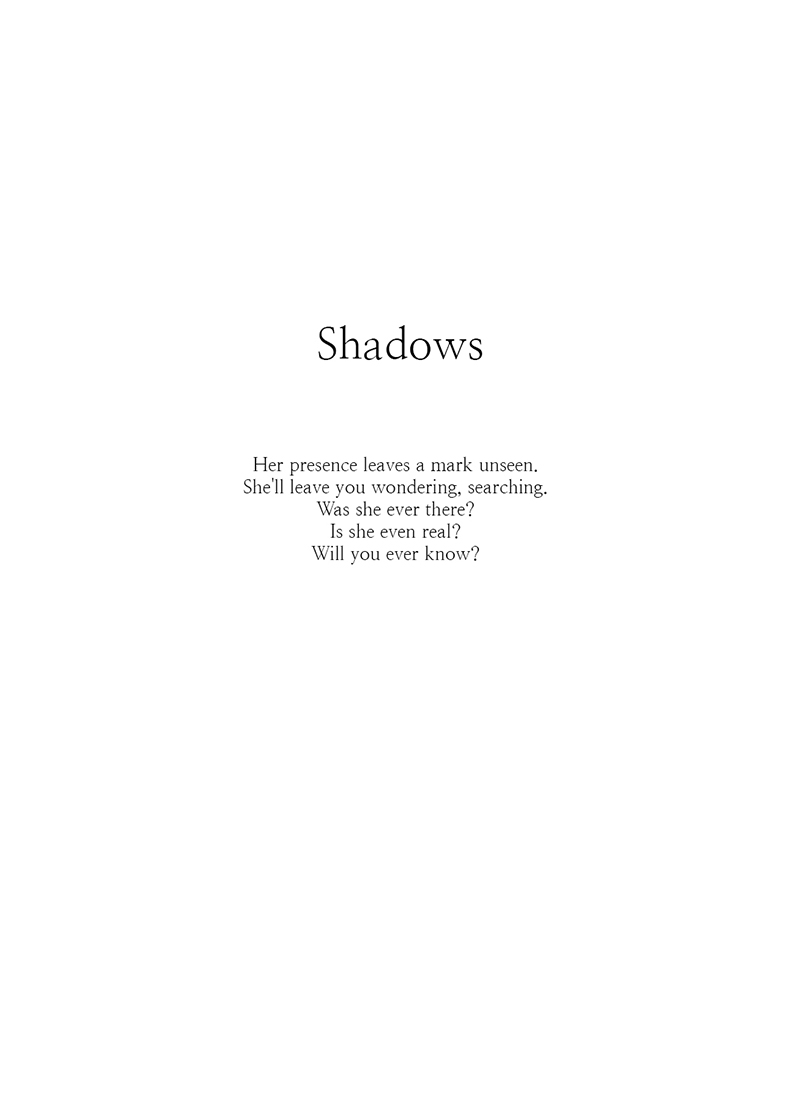 Shadows
Her presence leaves a mark unseen.
She'll leave you wondering, searching.
Was she ever there?
Is she even real?
Will you ever know?